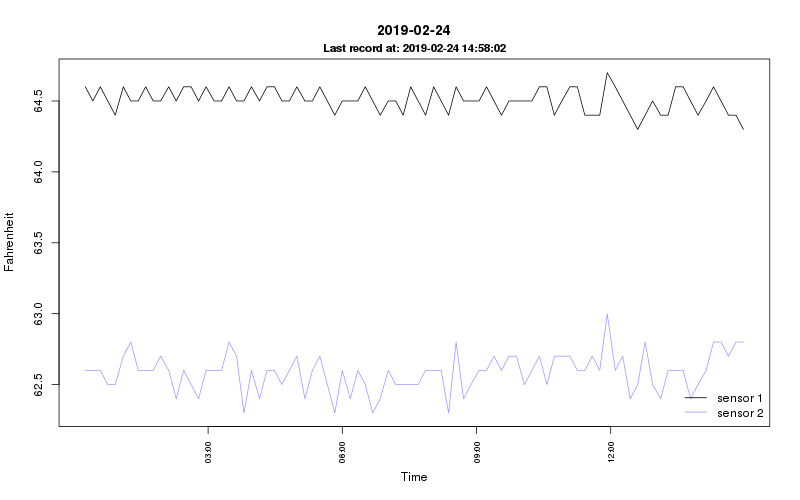 2019-02-24
Last record at: 2019-02-24 14:58:02
Fahrenheit
64.5
64.0
63.5
63.0
62.5
sensor 1
sensor 2
03:00
06:00
09:00
12:00
Time